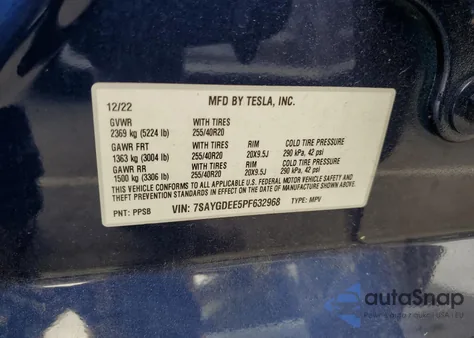 12/22 MFD BY TESLA, INC.
GVWR WITH TIRES
2369 kg (5224 lb) 255/40R20
GAWR FRT WITH TIRES RIM COLD TIRE PRESSURE
1363 kg (3004 lb) 255/40R20 20X9.5J 290 kPa, 42 psi
GAWR RR WITH TIRES RIM COLD TIRE PRESSURE
1500 kg (3306 lb) 255/40R20 20X9.5J 290 kPa, 42 psi
THIS VEHICLE CONFORMS TO ALL APPLICABLE U.S. FEDERAL MOTOR VEHICLE
SAFETY AND THEFT PREVENTION STANDARDS IN EFFECT ON THE DATE OF
MANUFACTURE SHOWN ABOVE.
PNT: PPSB VIN: 7SAYGDEE5PF632968 TYPE: MPV
autoSnap